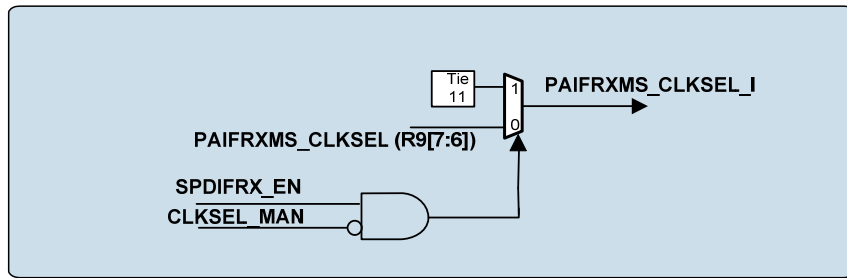 Tie
11
1
PAIFRXMS_CLKSEL_I
0
PAIFRXMS_CLKSEL (R9[7:6])
SPDIFRX_EN
CLKSEL_MAN